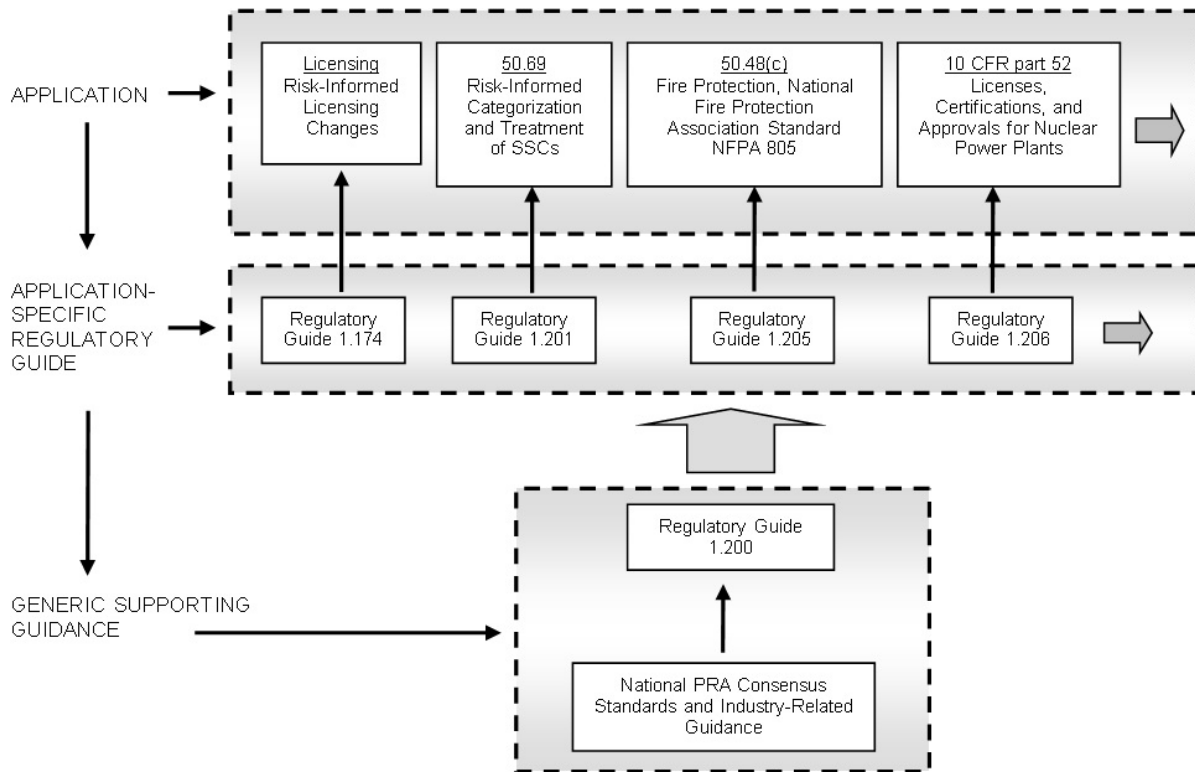 APPLICATION
Licensing
Risk-Informed
Licensing
Changes
50.69
Risk-Informed
Categorization
and Treatment
of SSCs
50.48(c)
Fire Protection, National
Fire Protection
Association Standard
NFPA 805
10 CFR part 52
Licenses,
Certifications, and
Approvals for Nuclear
Power Plants
APPLICATION-
SPECIFIC
REGULATORY
GUIDE
Regulatory
Guide 1.174
Regulatory
Guide 1.201
Regulatory
Guide 1.205
Regulatory
Guide 1.206
GENERIC SUPPORTING
GUIDANCE
Regulatory Guide
1.200
National PRA Consensus
Standards and Industry-Related
Guidance